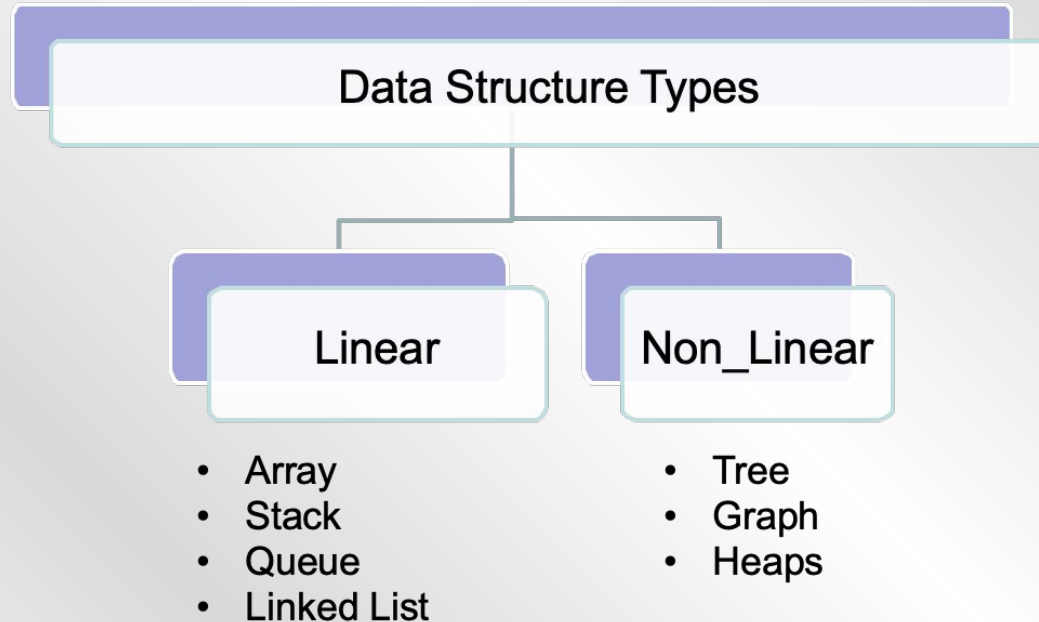 Data Structure Types
Linear
Non_Linear
• Array
• Stack
• Queue
• Linked List
• Tree
• Graph
• Heaps